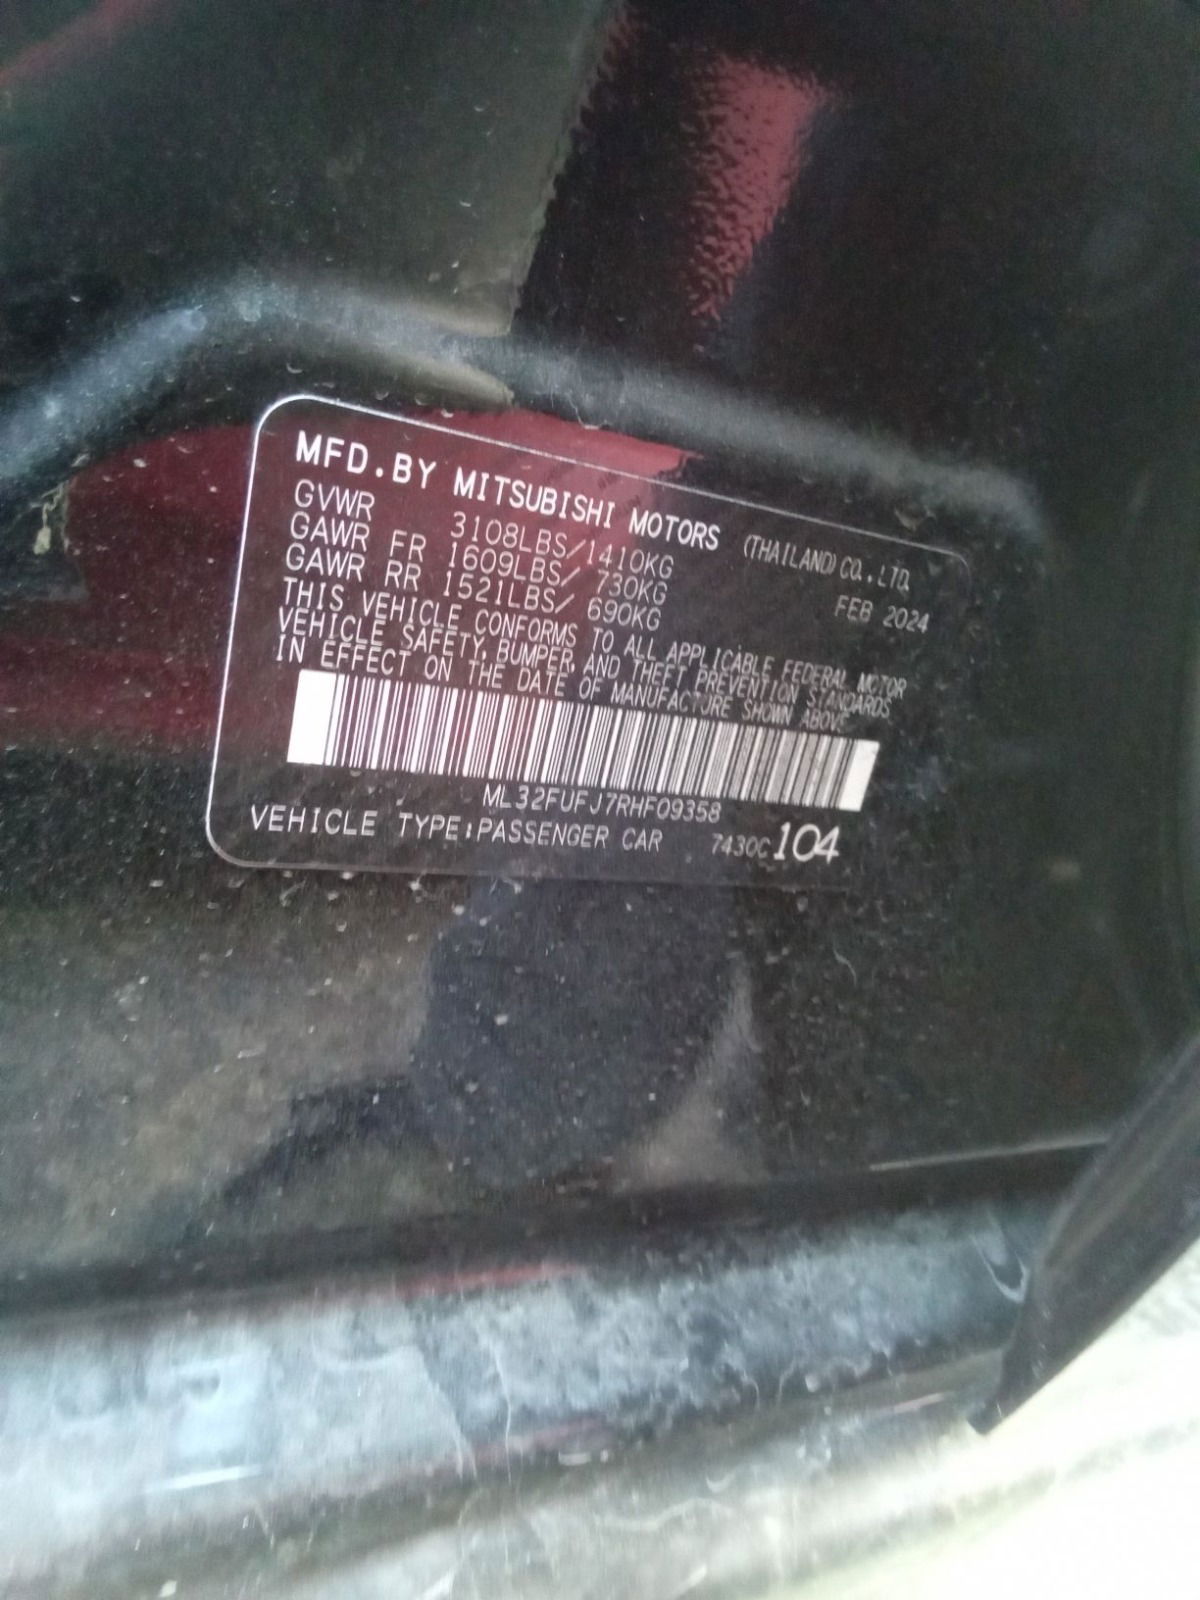 MFD.BY MITSUBISHI MOTORS (THAILAND) CO.,LTD.
GVWR 3108LBS/1410KG FEB 2024
GAWR FR 1609LBS/ 730KG
GAWR RR 1521LBS/ 690KG
THIS VEHICLE CONFORMS TO ALL APPLICABLE FEDERAL MOTOR
VEHICLE SAFETY, BUMPER, AND THEFT PREVENTION STANDARDS
IN EFFECT ON THE DATE OF MANUFACTURE SHOWN ABOVE
ML32FUFJ7RHF09358
VEHICLE TYPE:PASSENGER CAR 7430C104